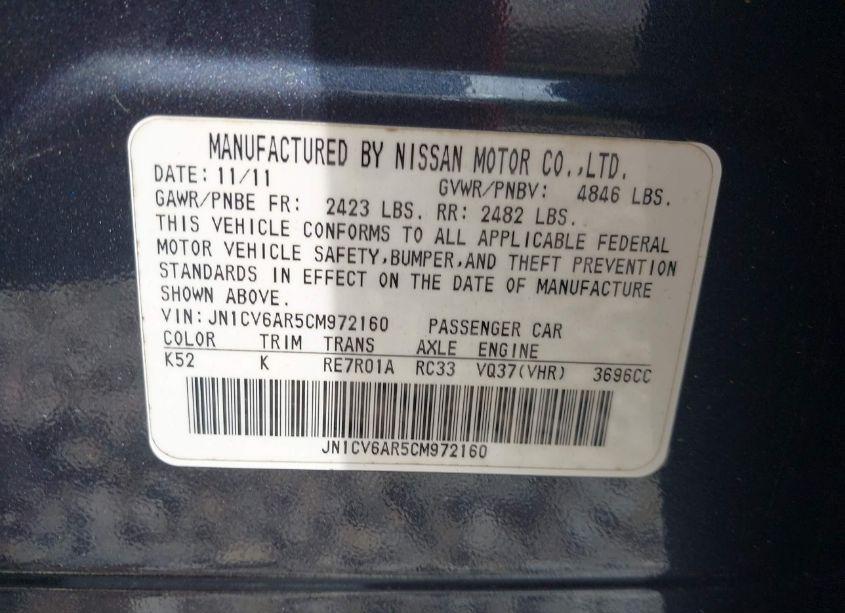 MANUFACTURED BY NISSAN MOTOR CO.,LTD.
DATE: 11/11 GVWR/PNBV: 4846 LBS.
GAWR/PNBE FR: 2423 LBS. RR: 2482 LBS.
THIS VEHICLE CONFORMS TO ALL APPLICABLE FEDERAL
MOTOR VEHICLE SAFETY,BUMPER,AND THEFT PREVENTION
STANDARDS IN EFFECT ON THE DATE OF MANUFACTURE
SHOWN ABOVE.
VIN:JN1CV6AR5CM972160 PASSENGER CAR
COLOR TRIM TRANS AXLE ENGINE
K52 K RE7R01A RC33 VQ37(VHR) 3696CC
JN1CV6AR5CM972160